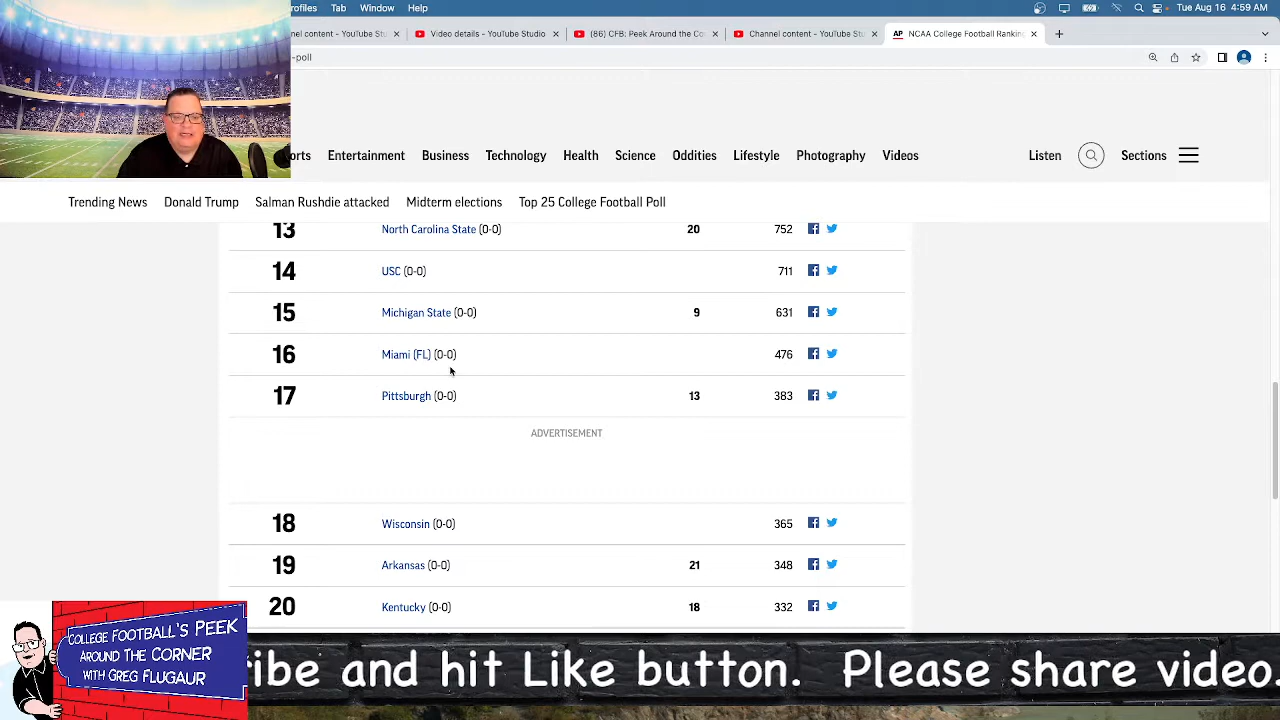 rofiles Tab Window Help Tue Aug 16 4:59 AM
nel content - YouTube Stu Video details - YouTube Studio (86) CFB: Peek Around the Co Channel content - YouTube Stu AP NCAA College Football Ranking
-poll
orts Entertainment Business Technology Health Science Oddities Lifestyle Photography Videos Listen Sections
Trending News Donald Trump Salman Rushdie attacked Midterm elections Top 25 College Football Poll
13 North Carolina State (0-0) 20 752
14 USC (0-0) 711
15 Michigan State (0-0) 9 631
16 Miami (FL) (0-0) 476
17 Pittsburgh (0-0) 13 383
ADVERTISEMENT
18 Wisconsin (0-0) 365
19 Arkansas (0-0) 21 348
20 Kentucky (0-0) 18 332
COLLEGE FOOTBALL'S PEEK
AROUND THE CORNER
WITH GREG FLUGAUR
ribe and hit Like button. Please share video.